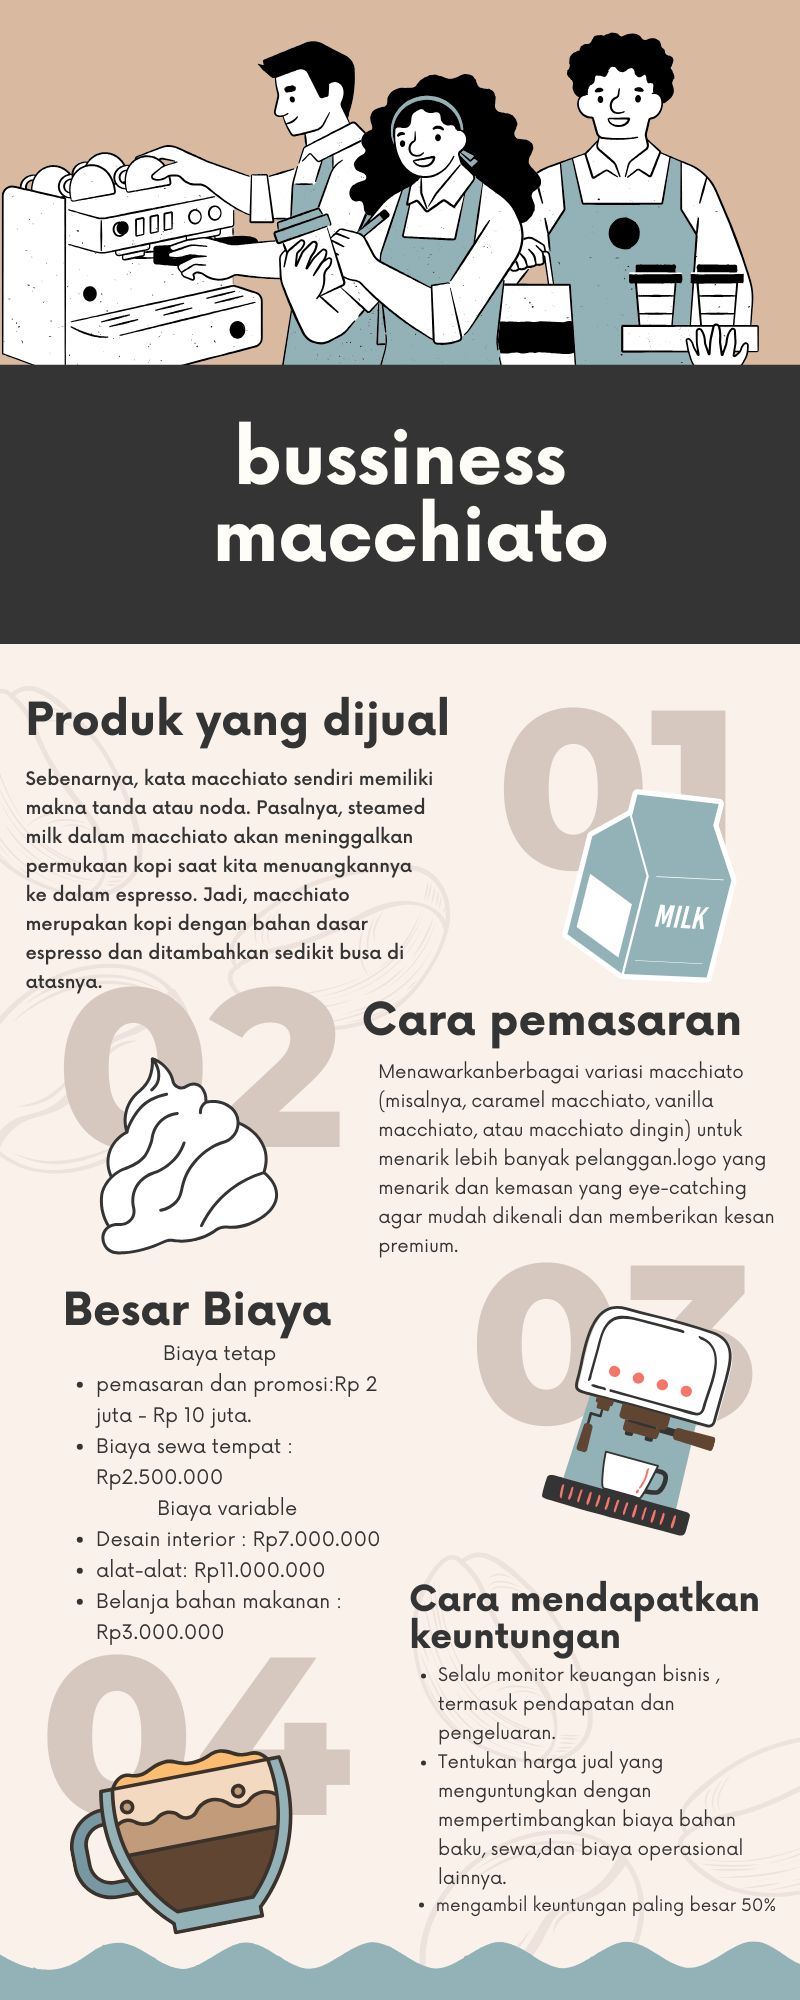 bussiness
macchiato
Produk yang dijual
01
Sebenarnya, kata macchiato sendiri memiliki
makna tanda atau noda. Pasalnya, steamed
milk dalam macchiato akan meninggalkan
permukaan kopi saat kita menuangkannya
ke dalam espresso. Jadi, macchiato
merupakan kopi dengan bahan dasar
espresso dan ditambahkan sedikit busa di
atasnya.
MILK
02
Cara pemasaran
Menawarkanberbagai variasi macchiato
(misalnya, caramel macchiato, vanilla
macchiato, atau macchiato dingin) untuk
menarik lebih banyak pelanggan.logo yang
menarik dan kemasan yang eye-catching
agar mudah dikenali dan memberikan kesan
premium.
03
Besar Biaya
Biaya tetap
• pemasaran dan promosi:Rp 2
juta - Rp 10 juta.
• Biaya sewa tempat :
Rp2.500.000
Biaya variable
• Desain interior : Rp7.000.000
• alat-alat: Rp11.000.000
• Belanja bahan makanan :
Rp3.000.000
04
Cara mendapatkan
keuntungan
• Selalu monitor keuangan bisnis ,
termasuk pendapatan dan
pengeluaran.
• Tentukan harga jual yang
menguntungkan dengan
mempertimbangkan biaya bahan
baku, sewa,dan biaya operasional
lainnya.
• mengambil keuntungan paling besar 50%